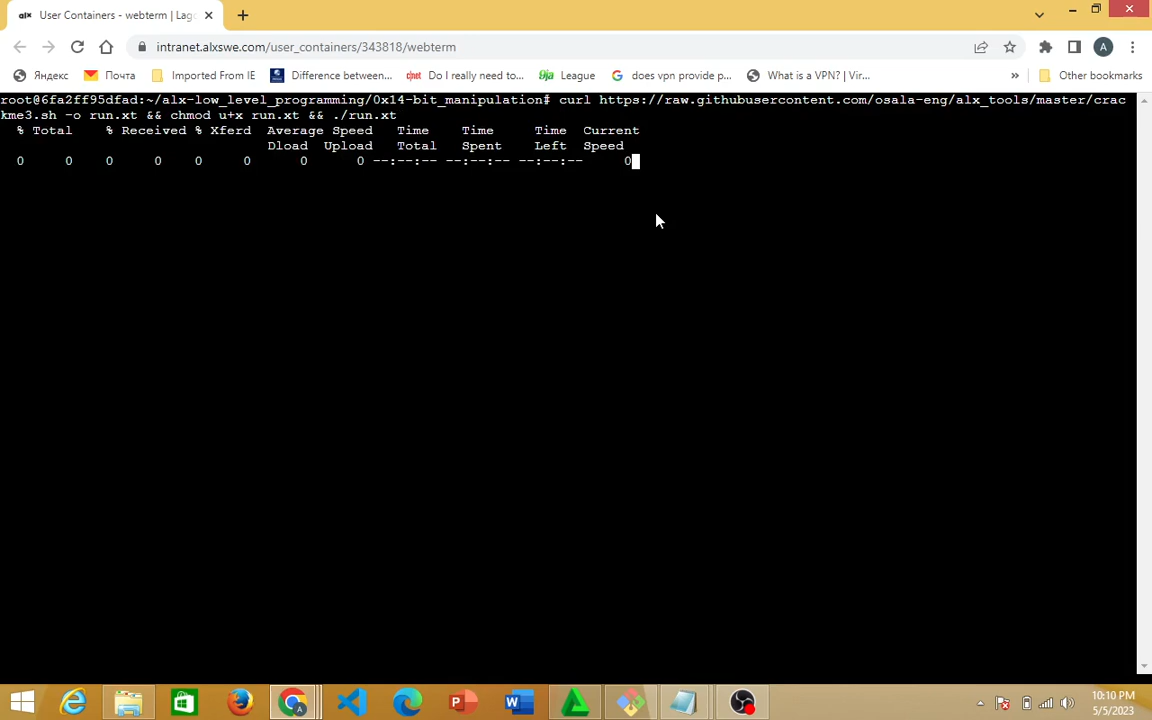 alx User Containers - webterm | Lag
intranet.alxswe.com/user_containers/343818/webterm
A
Яндекс Почта Imported From IE Difference between... Do I really need to... League does vpn provide p... What is a VPN? | Vir... » Other bookmarks
root@6fa2ff95dfad:~/alx-low_level_programming/0x14-bit_manipulation# curl https://raw.githubusercontent.com/osala-eng/alx_tools/master/crac
kme3.sh -o run.xt && chmod u+x run.xt && ./run.xt
% Total % Received % Xferd Average Speed Time Time Time Current
Dload Upload Total Spent Left Speed
0 0 0 0 0 0 0 0 --:--:-- --:--:-- --:--:-- 0
10:10 PM
5/5/2023